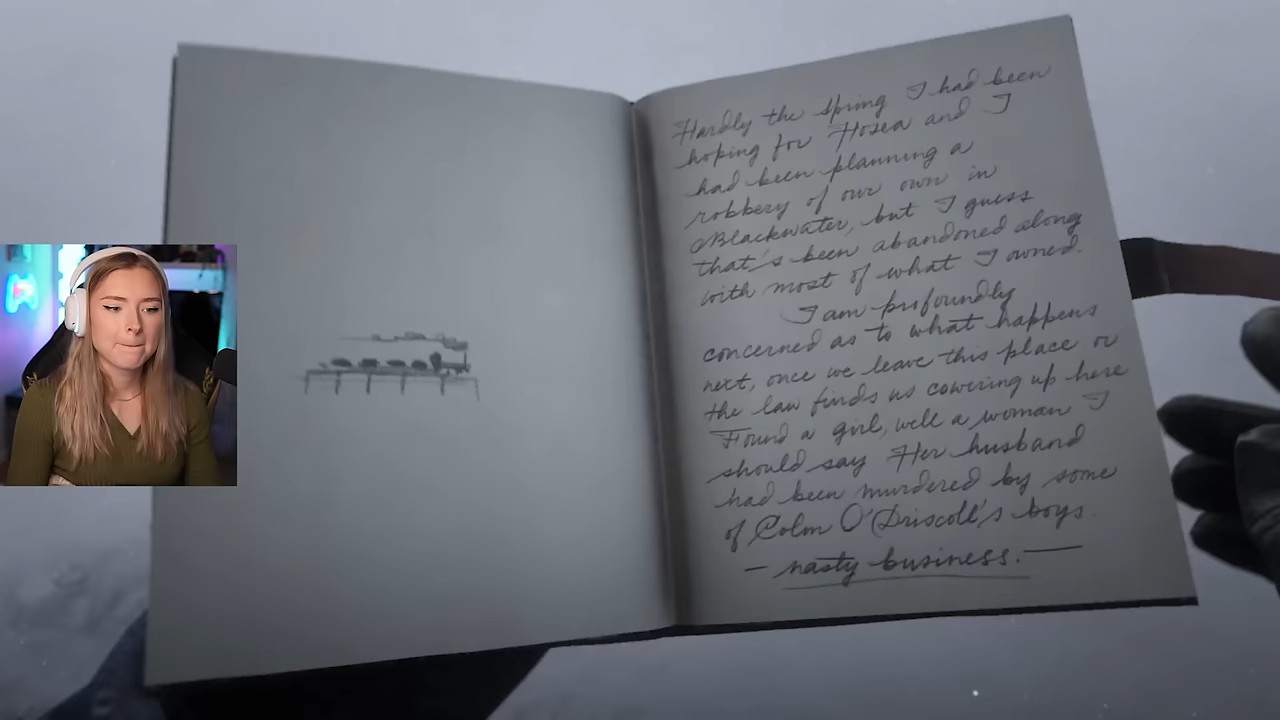 Hardly the spring I had been
hoping for Hosea and I
had been planning a
robbery of our own in
Blackwater, but I guess
that's been abandoned along
with most of what I owned.
I am profoundly
concerned as to what happens
next, once we leave this place or
the law finds us cowering up here
Found a girl, well a woman I
should say Her husband
had been murdered by some
of Colm O'Driscoll's boys.
– nasty business. —